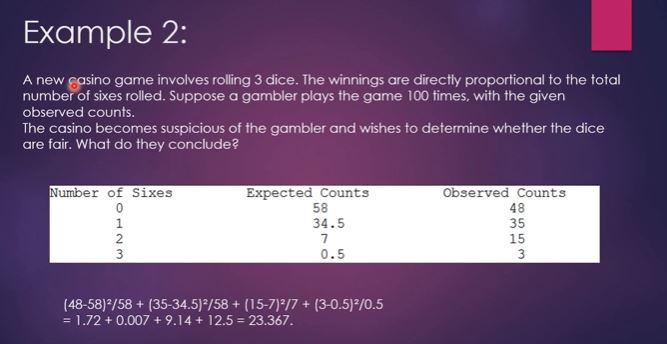 Example 2:
A new casino game involves rolling 3 dice. The winnings are directly proportional to the total
number of sixes rolled. Suppose a gambler plays the game 100 times, with the given
observed counts.
The casino becomes suspicious of the gambler and wishes to determine whether the dice
are fair. What do they conclude?
Number of Sixes Expected Counts Observed Counts
0 58 48
1 34.5 35
2 7 15
3 0.5 3
(48-58)²/58 + (35-34.5)²/58 + (15-7)²/7 + (3-0.5)²/0.5
= 1.72 + 0.007 + 9.14 + 12.5 = 23.367.